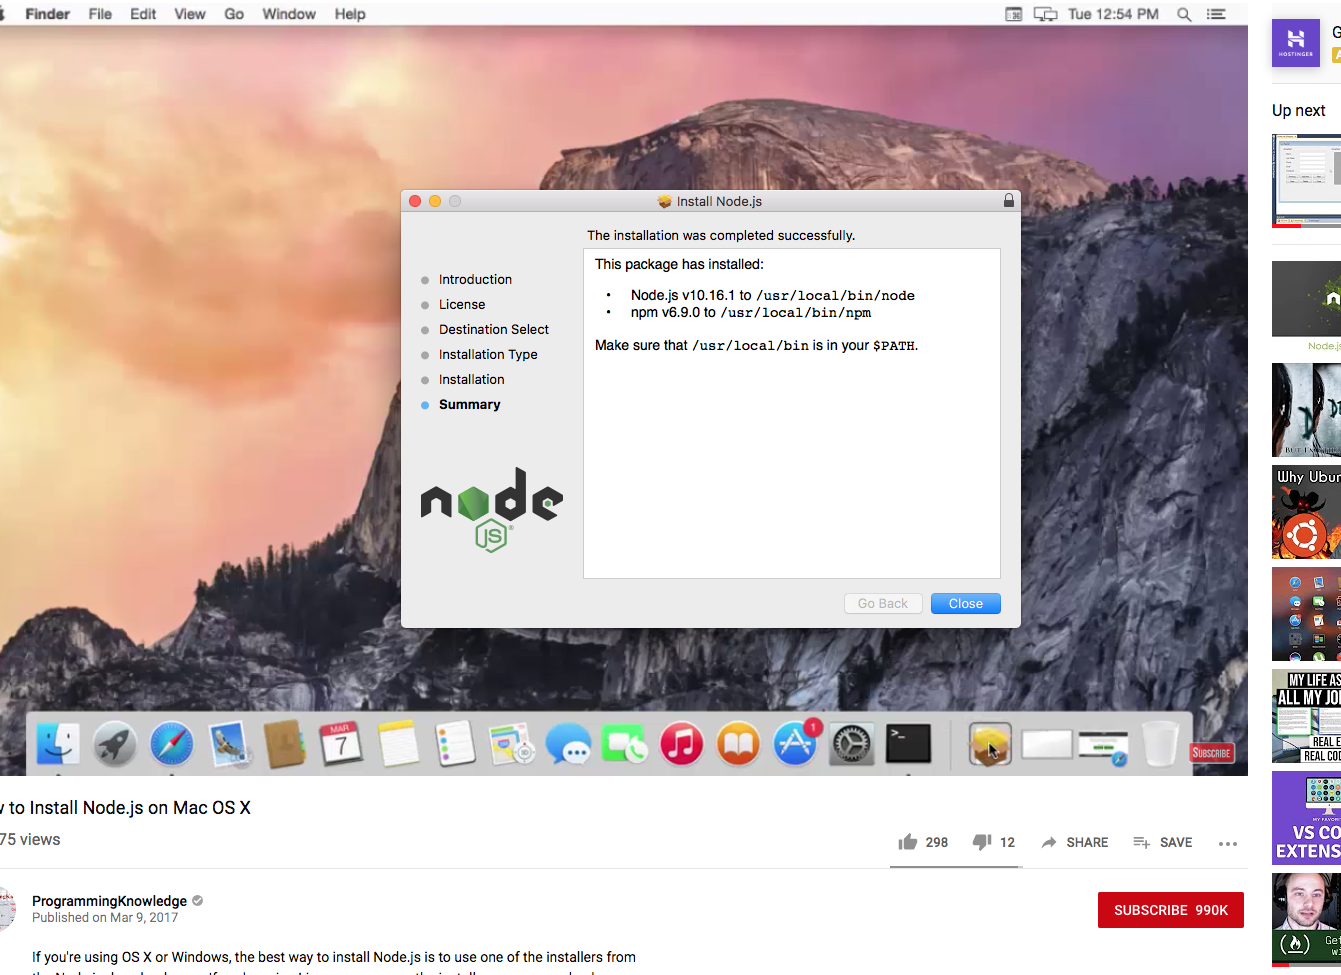 Finder File Edit View Go Window Help
Tue 12:54 PM
HOSTINGER
Up next
Install Node.js
The installation was completed successfully.
Introduction
License
Destination Select
Installation Type
Installation
Summary
This package has installed:
• Node.js v10.16.1 to /usr/local/bin/node
• npm v6.9.0 to /usr/local/bin/npm
Make sure that /usr/local/bin is in your $PATH.
node
JS
Go Back Close
MAR
7
1
SUBSCRIBE
to Install Node.js on Mac OS X
75 views
298 12 SHARE SAVE
ProgrammingKnowledge
Published on Mar 9, 2017
SUBSCRIBE 990K
If you're using OS X or Windows, the best way to install Node.js is to use one of the installers from
Node.js
Why Ubun
MY LIFE AS
ALL MY JO
REAL E
REAL CO
MY FAVORI
VS CO
EXTENS
Get
wi